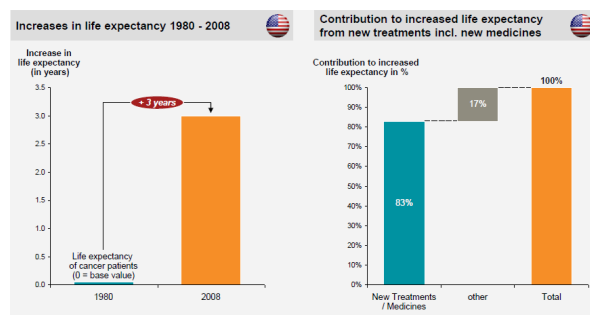 Increases in life expectancy 1980 - 2008
Increase in
life expectancy
(in years)
3.5
3.0
2.5
2.0
1.5
1.0
0.5
0.0
+ 3 years
Life expectancy
of cancer patients
(0 = base value)
1980
2008
Contribution to increased life expectancy
from new treatments incl. new medicines
Contribution to increased
life expectancy in %
100%
90%
80%
70%
60%
50%
40%
30%
20%
10%
0%
83%
17%
100%
New Treatments
/ Medicines
other
Total